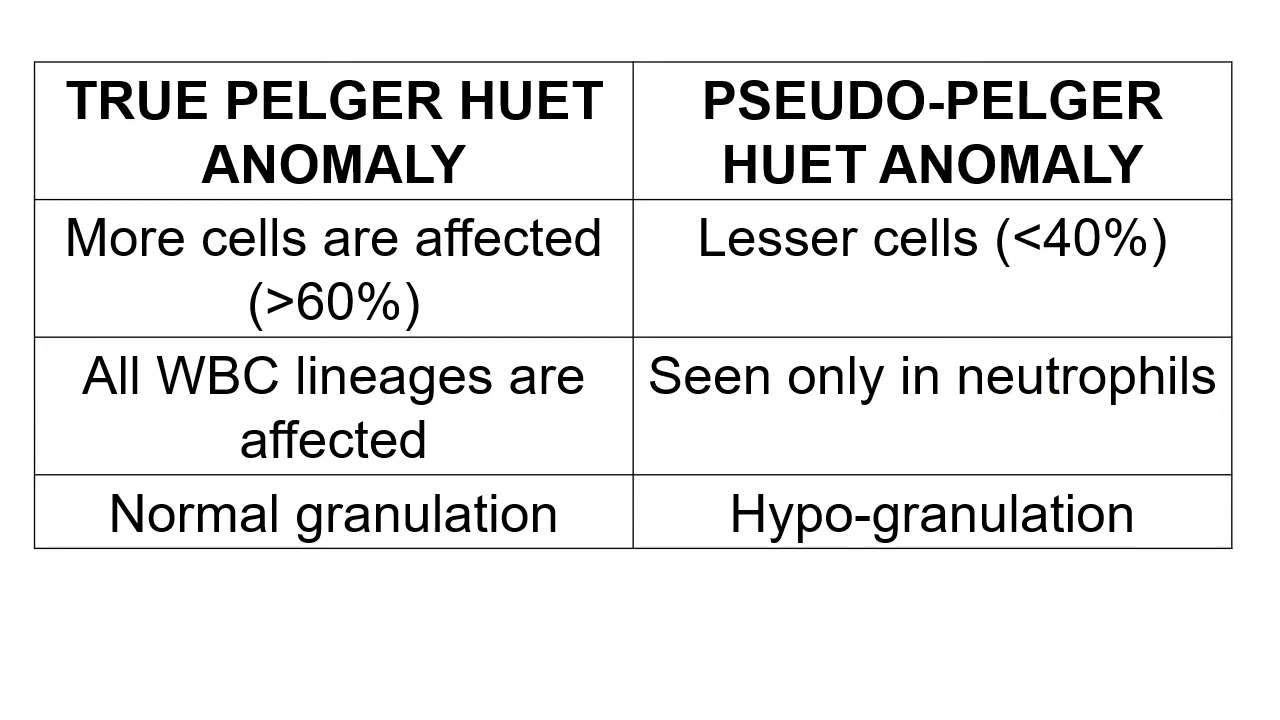 TRUE PELGER HUET
ANOMALY
PSEUDO-PELGER
HUET ANOMALY
More cells are affected
(>60%)
Lesser cells (<40%)
All WBC lineages are
affected
Seen only in neutrophils
Normal granulation
Hypo-granulation